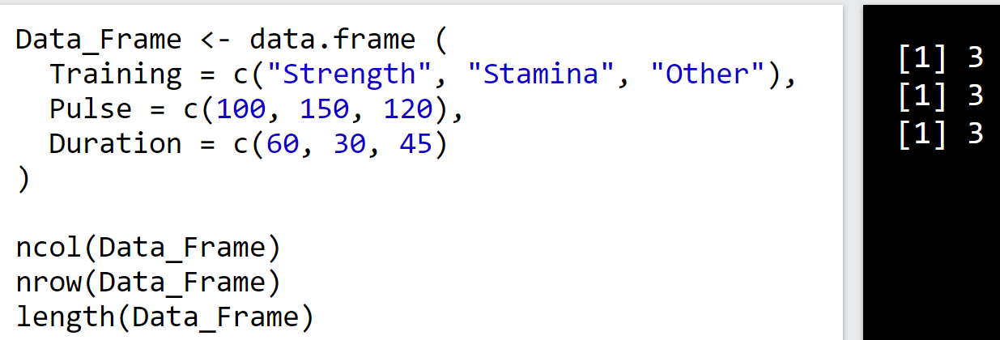 Data_Frame <- data.frame (
  Training = c("Strength", "Stamina", "Other"),
  Pulse = c(100, 150, 120),
  Duration = c(60, 30, 45)
)

ncol(Data_Frame)
nrow(Data_Frame)
length(Data_Frame)
[1] 3
[1] 3
[1] 3